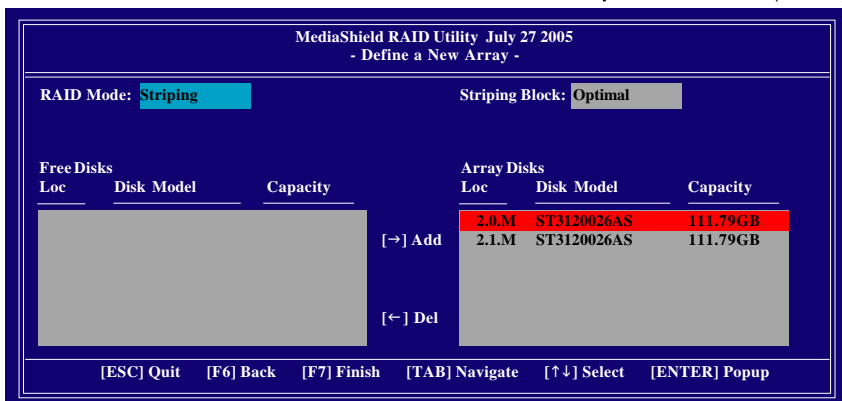 MediaShield RAID Utility July 27 2005
- Define a New Array -
RAID Mode: Striping Striping Block: Optimal
Free Disks Array Disks
Loc Disk Model Capacity Loc Disk Model Capacity
2.0.M ST3120026AS 111.79GB
[→] Add 2.1.M ST3120026AS 111.79GB
[←] Del
[ESC] Quit [F6] Back [F7] Finish [TAB] Navigate [↑↓] Select [ENTER] Popup